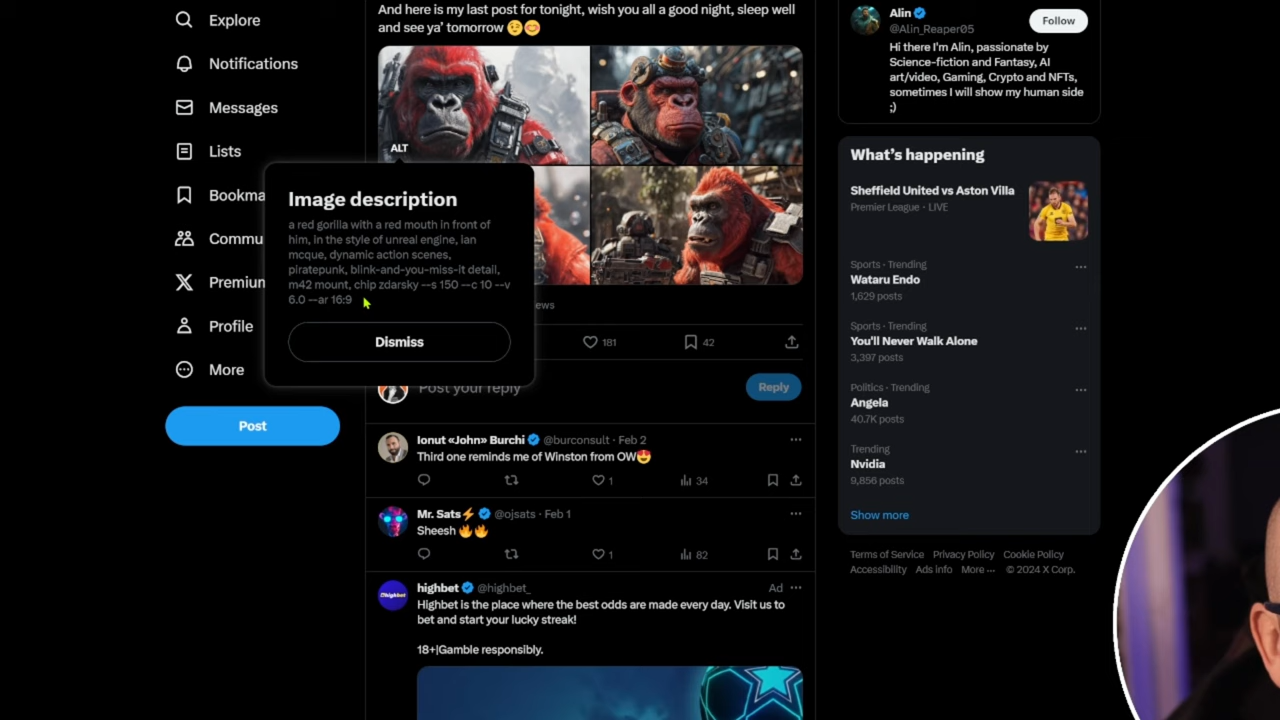 Explore
Notifications
Messages
Lists
Bookma
Commu
Premium
Profile
More
Post
And here is my last post for tonight, wish you all a good night, sleep well
and see ya' tomorrow 😉😊
ALT
Image description
a red gorilla with a red mouth in front of
him, in the style of unreal engine, ian
mcque, dynamic action scenes,
piratepunk, blink-and-you-miss-it detail,
m42 mount, chip zdarsky --s 150 --c 10 --v
6.0 --ar 16:9
Dismiss
ews
181
42
Post your reply
Reply
Ionut «John» Burchi @burconsult · Feb 2
Third one reminds me of Winston from OW😍
1
34
Mr. Sats⚡ @ojsats · Feb 1
Sheesh 🔥🔥
1
82
highbet @highbet_
Ad
Highbet is the place where the best odds are made every day. Visit us to
bet and start your lucky streak!
18+|Gamble responsibly.
Alin
@Alin_Reaper05
Follow
Hi there I'm Alin, passionate by
Science-fiction and Fantasy, AI
art/video, Gaming, Crypto and NFTs,
sometimes I will show my human side
;)
What's happening
Sheffield United vs Aston Villa
Premier League · LIVE
Sports · Trending
Wataru Endo
1,629 posts
Sports · Trending
You'll Never Walk Alone
3,397 posts
Politics · Trending
Angela
40.7K posts
Trending
Nvidia
9,856 posts
Show more
Terms of Service Privacy Policy Cookie Policy
Accessibility Ads info More ··· © 2024 X Corp.